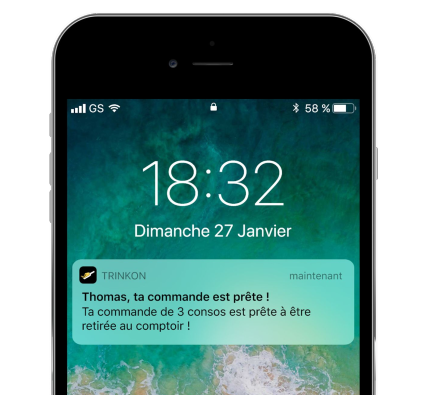 GS 58 %
18:32
Dimanche 27 Janvier
TRINKON maintenant
Thomas, ta commande est prête !
Ta commande de 3 consos est prête à être
retirée au comptoir !